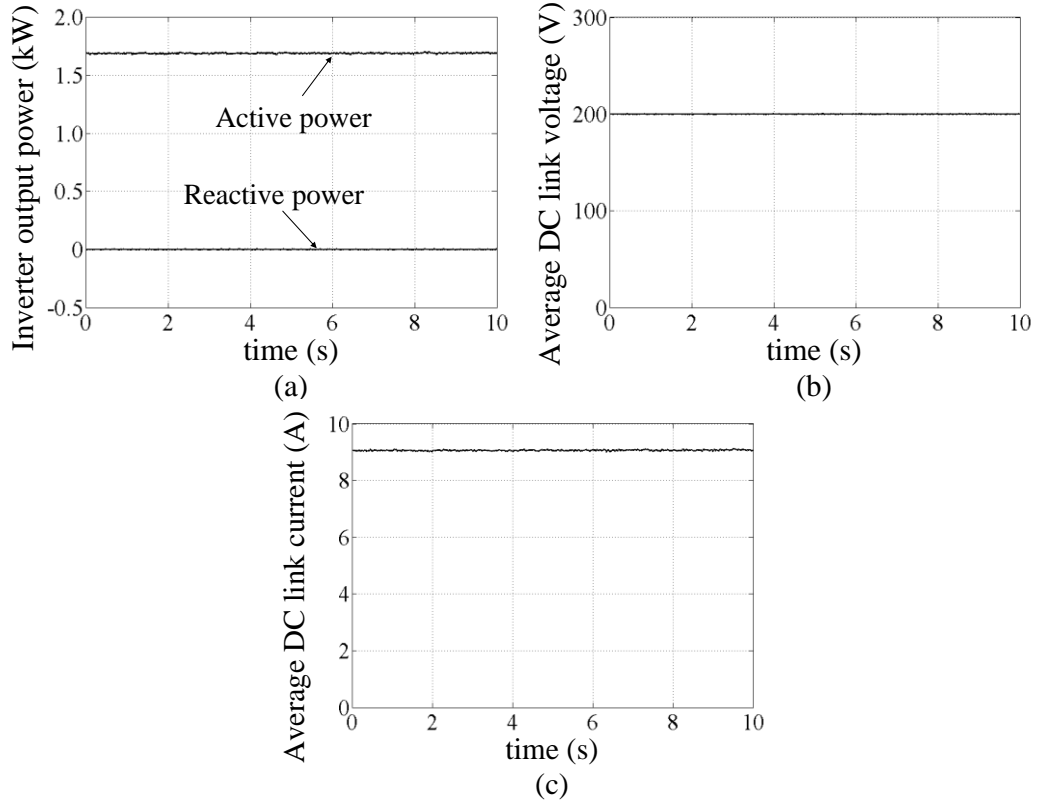 Inverter output power (kW)
2.0
1.5
1.0
0.5
0
-0.5
Active power
Reactive power
0 2 4 6 8 10
time (s)
(a)
Average DC link voltage (V)
300
200
100
0
0 2 4 6 8 10
time (s)
(b)
Average DC link current (A)
10
8
6
4
2
0
0 2 4 6 8 10
time (s)
(c)